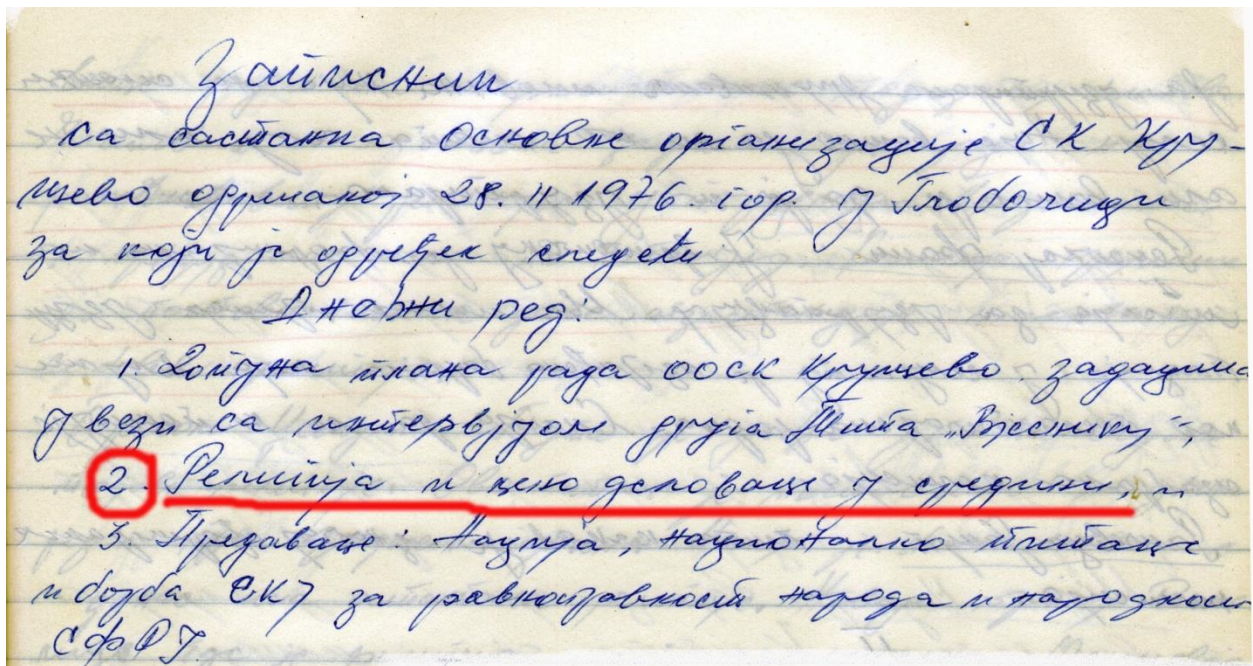 Записник
са састанка Основне организације СК Кру-
шево одржаног 28. II 1976. год. у Глобочици
за који је одређен следећи
Дневни ред:
1. Допуна плана рада ООСК Крушево задацима
у вези са интервјуом друга Тита „Вјеснику",
2. Религија и њено деловање у средини, и
3. Предавање: Нација, национално питање
и борба СКЈ за равноправност народа и народности
СФРЈ.